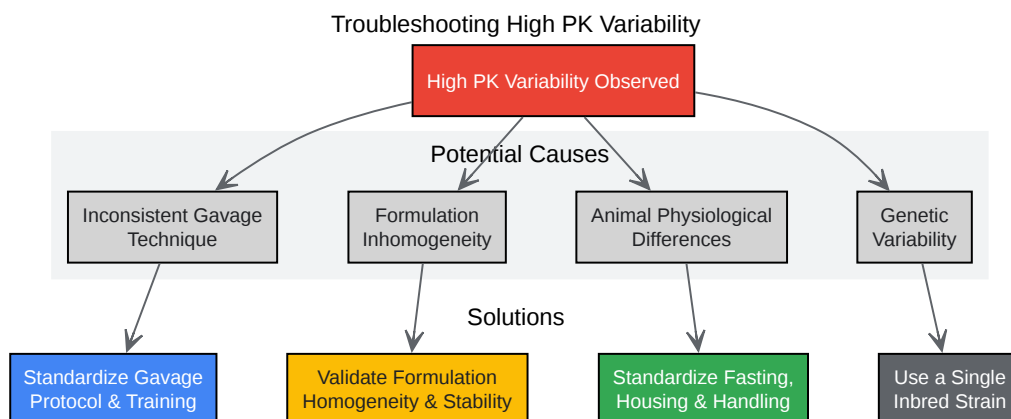 Troubleshooting High PK Variability
High PK Variability Observed
Potential Causes
Inconsistent Gavage
Technique
Formulation
Inhomogeneity
Animal Physiological
Differences
Genetic
Variability
Solutions
Standardize Gavage
Protocol & Training
Validate Formulation
Homogeneity & Stability
Standardize Fasting,
Housing & Handling
Use a Single
Inbred Strain